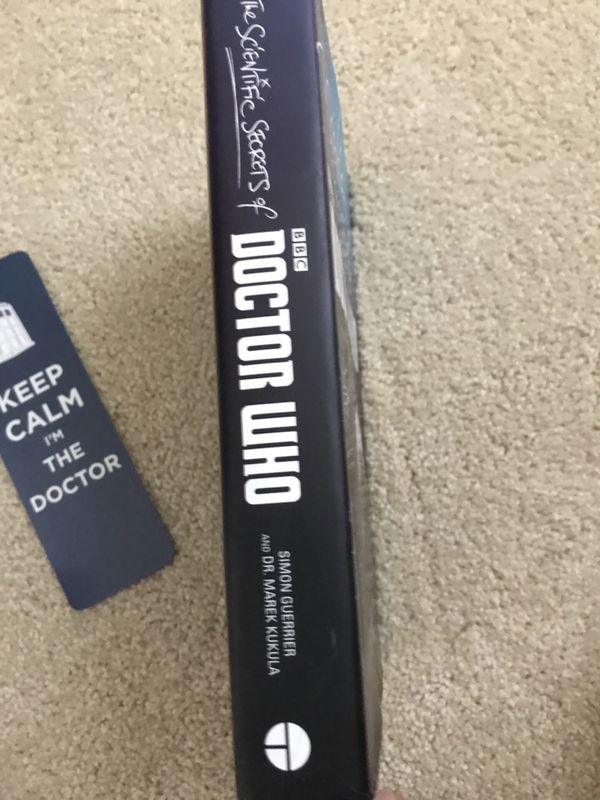 The SCiENTiFiC SECRETS of
BBC
DOCTOR WHO
SIMON GUERRIER
AND DR. MAREK KUKULA
KEEP
CALM
I'M
THE
DOCTOR